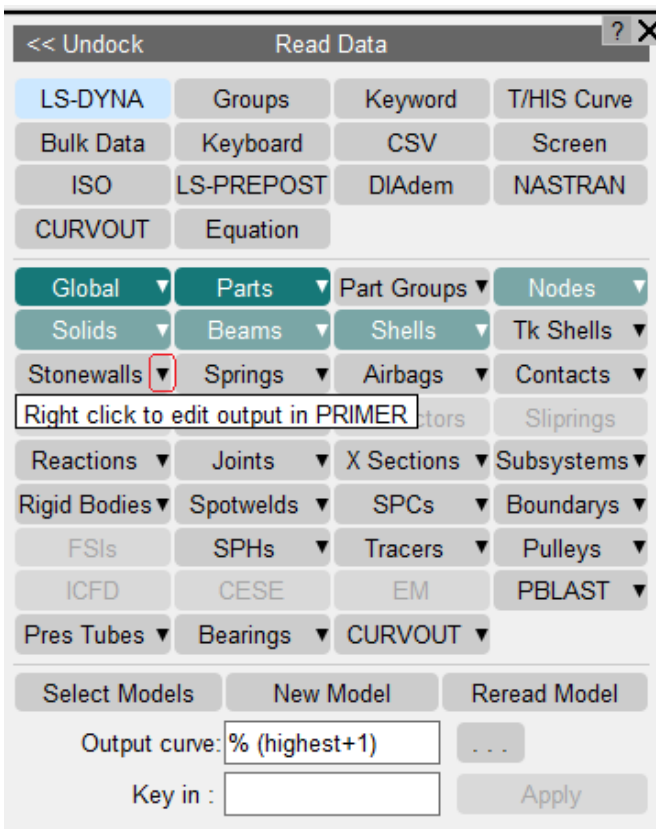 ? X
<< Undock Read Data
LS-DYNA Groups Keyword T/HIS Curve
Bulk Data Keyboard CSV Screen
ISO LS-PREPOST DIAdem NASTRAN
CURVOUT Equation
Global ▼ Parts ▼ Part Groups ▼ Nodes ▼
Solids ▼ Beams ▼ Shells ▼ Tk Shells ▼
Stonewalls ▼ Springs ▼ Airbags ▼ Contacts ▼
Right click to edit output in PRIMER Sliprings
Reactions ▼ Joints ▼ X Sections ▼ Subsystems ▼
Rigid Bodies ▼ Spotwelds ▼ SPCs ▼ Boundarys ▼
FSIs SPHs ▼ Tracers ▼ Pulleys ▼
ICFD CESE EM PBLAST ▼
Pres Tubes ▼ Bearings ▼ CURVOUT ▼
Select Models New Model Reread Model
Output curve: % (highest+1) . . .
Key in : Apply